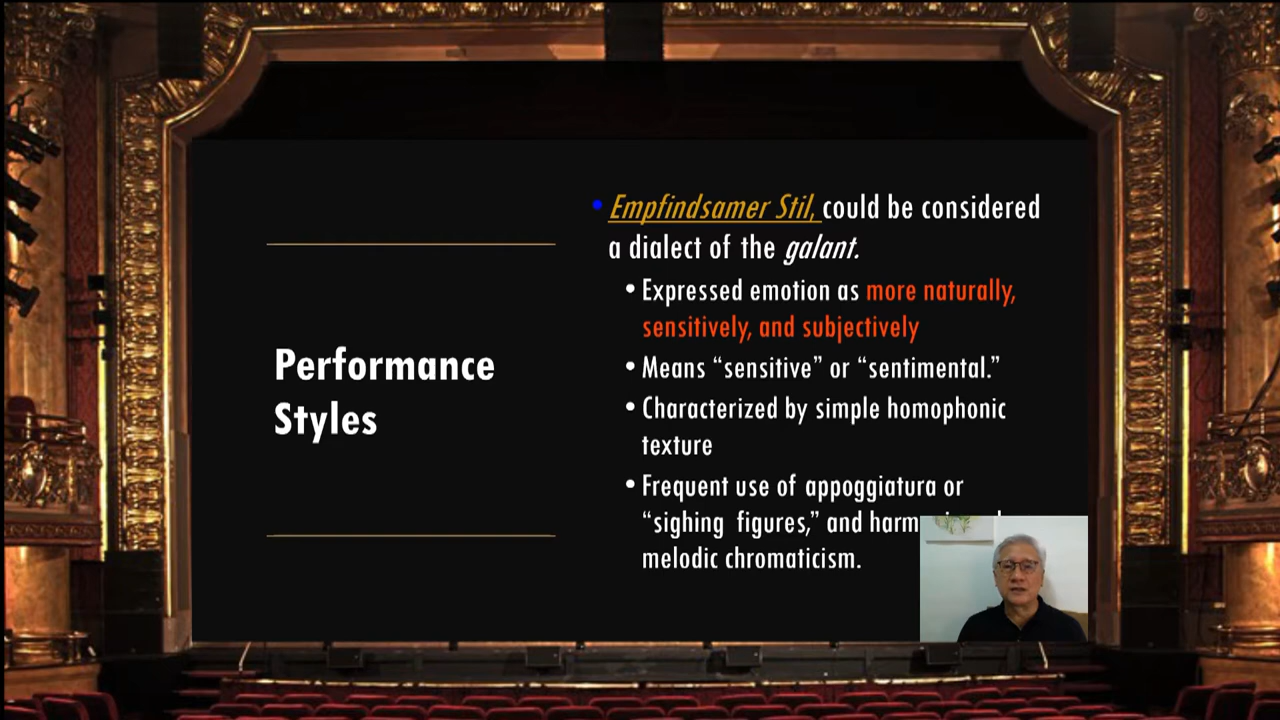 Performance
Styles
• Empfindsamer Stil, could be considered
a dialect of the galant.
• Expressed emotion as more naturally,
sensitively, and subjectively
• Means “sensitive” or “sentimental.”
• Characterized by simple homophonic
texture
• Frequent use of appoggiatura or
“sighing figures,” and
melodic chromaticism.